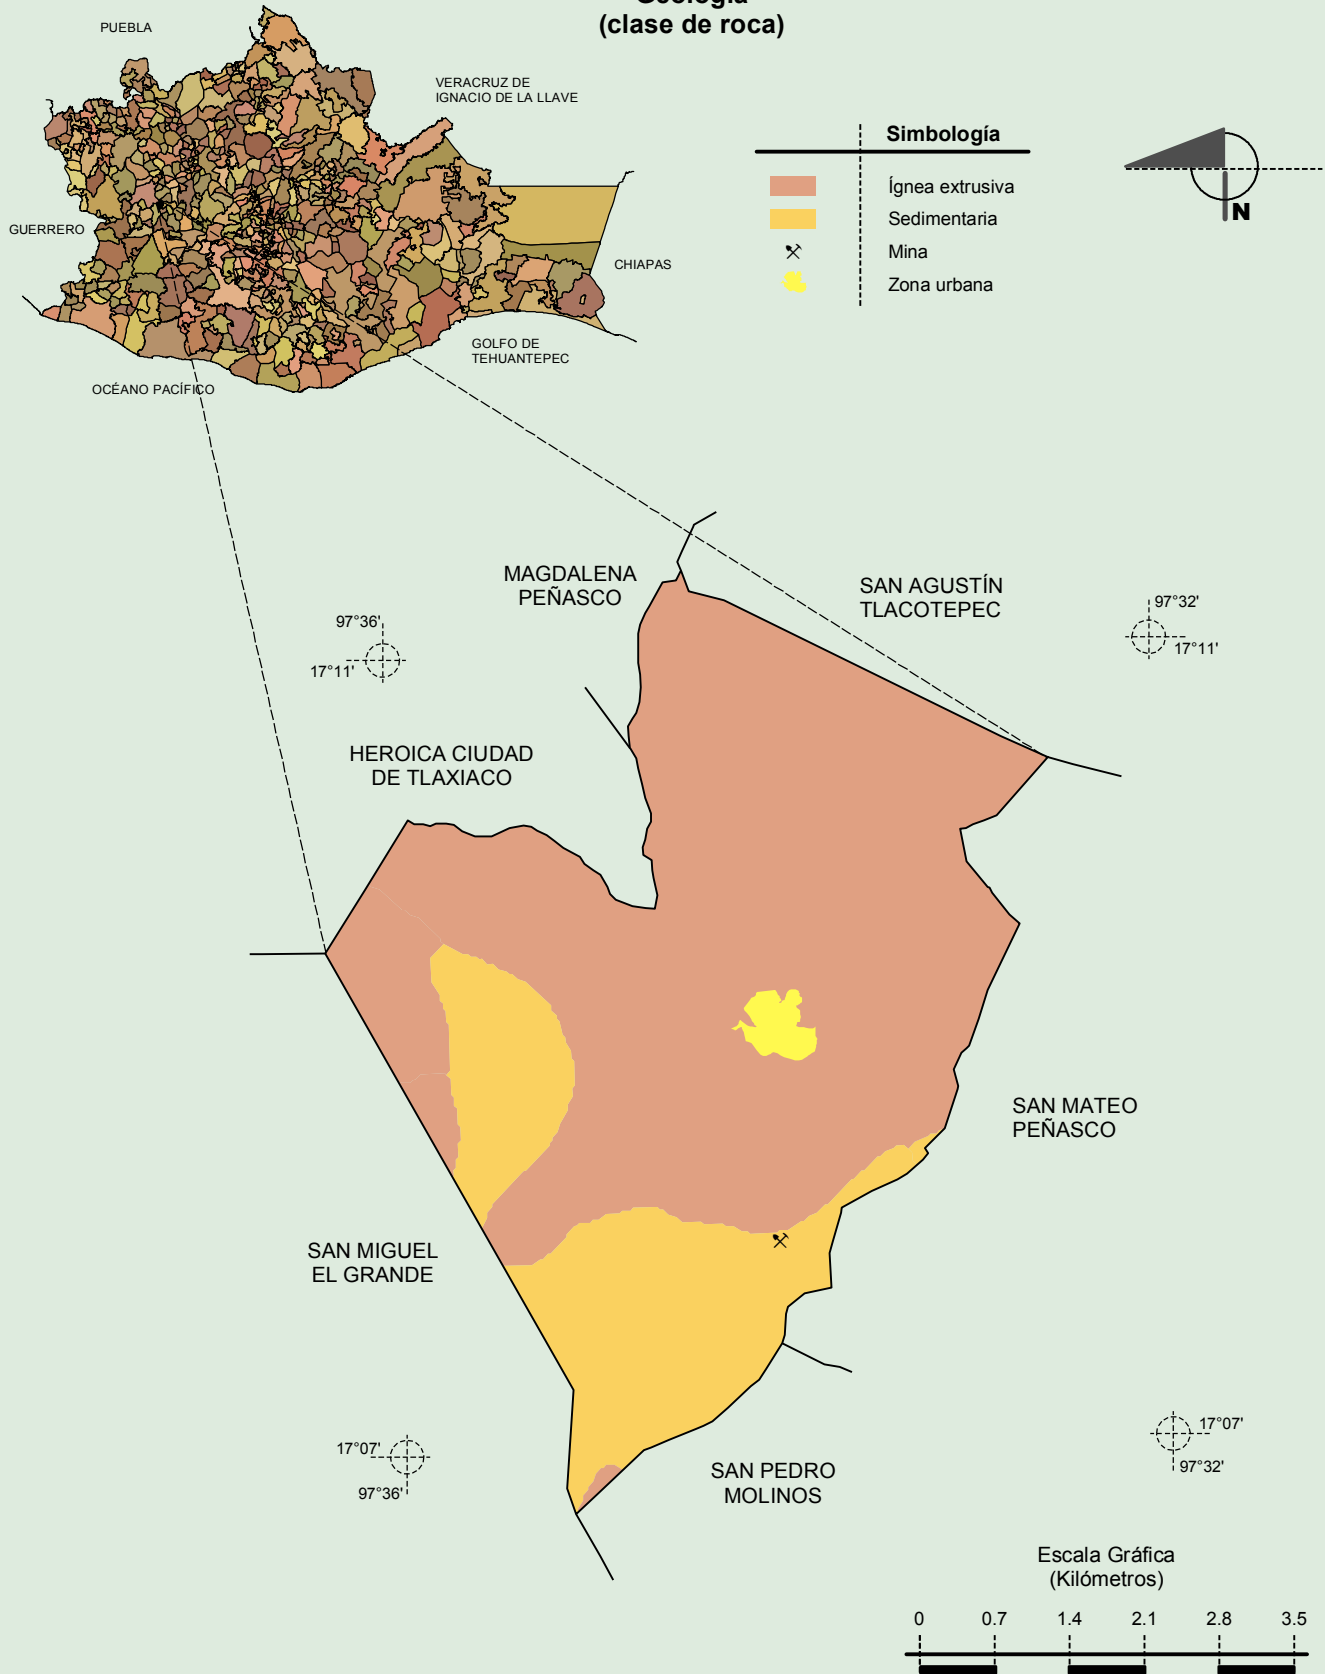 Geología
(clase de roca)
PUEBLA
VERACRUZ DE
IGNACIO DE LA LLAVE
GUERRERO
CHIAPAS
GOLFO DE
TEHUANTEPEC
OCÉANO PACÍFICO
Simbología
Ígnea extrusiva
Sedimentaria
Mina
Zona urbana
N
MAGDALENA
PEÑASCO
SAN AGUSTÍN
TLACOTEPEC
97°36'
17°11'
97°32'
17°11'
HEROICA CIUDAD
DE TLAXIACO
SAN MATEO
PEÑASCO
SAN MIGUEL
EL GRANDE
17°07'
97°36'
SAN PEDRO
MOLINOS
17°07'
97°32'
Escala Gráfica
(Kilómetros)
0 0.7 1.4 2.1 2.8 3.5